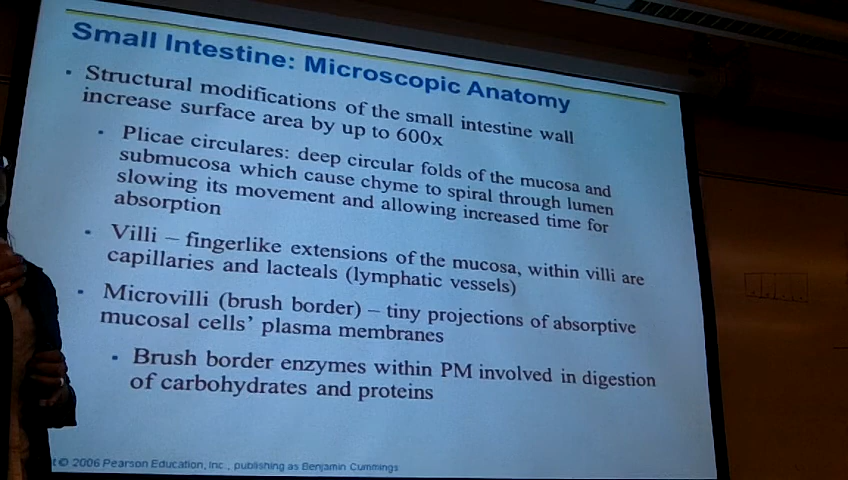 Small Intestine: Microscopic Anatomy
▪ Structural modifications of the small intestine wall
increase surface area by up to 600x
▪ Plicae circulares: deep circular folds of the mucosa and
submucosa which cause chyme to spiral through lumen
slowing its movement and allowing increased time for
absorption
▪ Villi – fingerlike extensions of the mucosa, within villi are
capillaries and lacteals (lymphatic vessels)
▪ Microvilli (brush border) – tiny projections of absorptive
mucosal cells’ plasma membranes
▪ Brush border enzymes within PM involved in digestion
of carbohydrates and proteins
t © 2006 Pearson Education, Inc., publishing as Benjamin Cummings